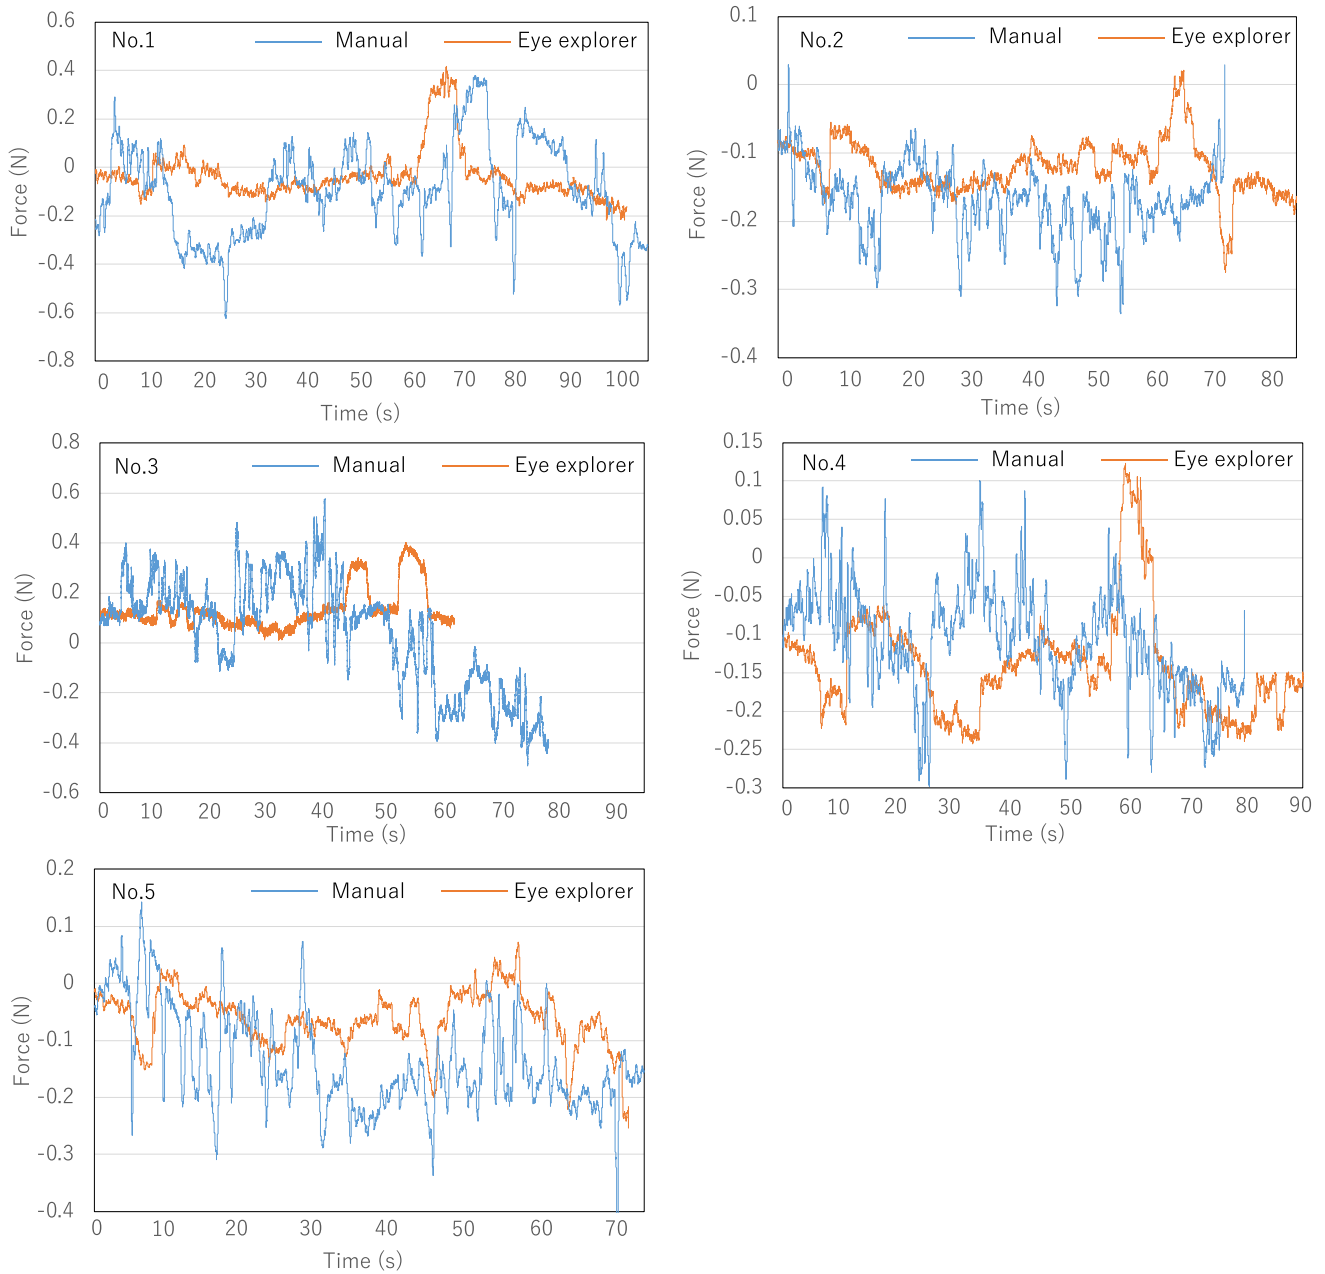 No.1 Manual Eye explorer
0.6
0.4
0.2
0
-0.2
-0.4
-0.6
-0.8
Force (N)
0 10 20 30 40 50 60 70 80 90 100
Time (s)
No.2 Manual Eye explorer
0.1
0
-0.1
-0.2
-0.3
-0.4
Force (N)
0 10 20 30 40 50 60 70 80
Time (s)
No.3 Manual Eye explorer
0.8
0.6
0.4
0.2
0
-0.2
-0.4
-0.6
Force (N)
0 10 20 30 40 50 60 70 80 90
Time (s)
No.4 Manual Eye explorer
0.15
0.1
0.05
0
-0.05
-0.1
-0.15
-0.2
-0.25
-0.3
Force (N)
0 10 20 30 40 50 60 70 80 90
Time (s)
No.5 Manual Eye explorer
0.2
0.1
0
-0.1
-0.2
-0.3
-0.4
Force (N)
0 10 20 30 40 50 60 70
Time (s)